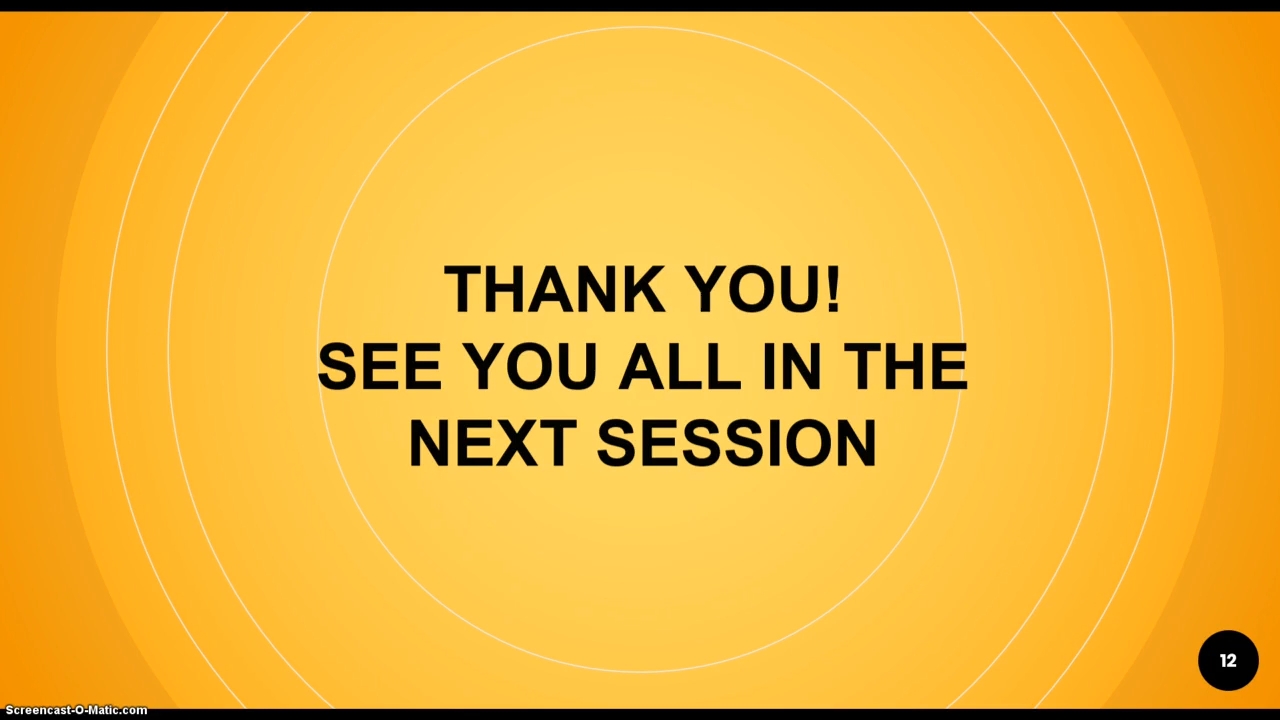 THANK YOU!
SEE YOU ALL IN THE
NEXT SESSION
12
Screencast-O-Matic.com